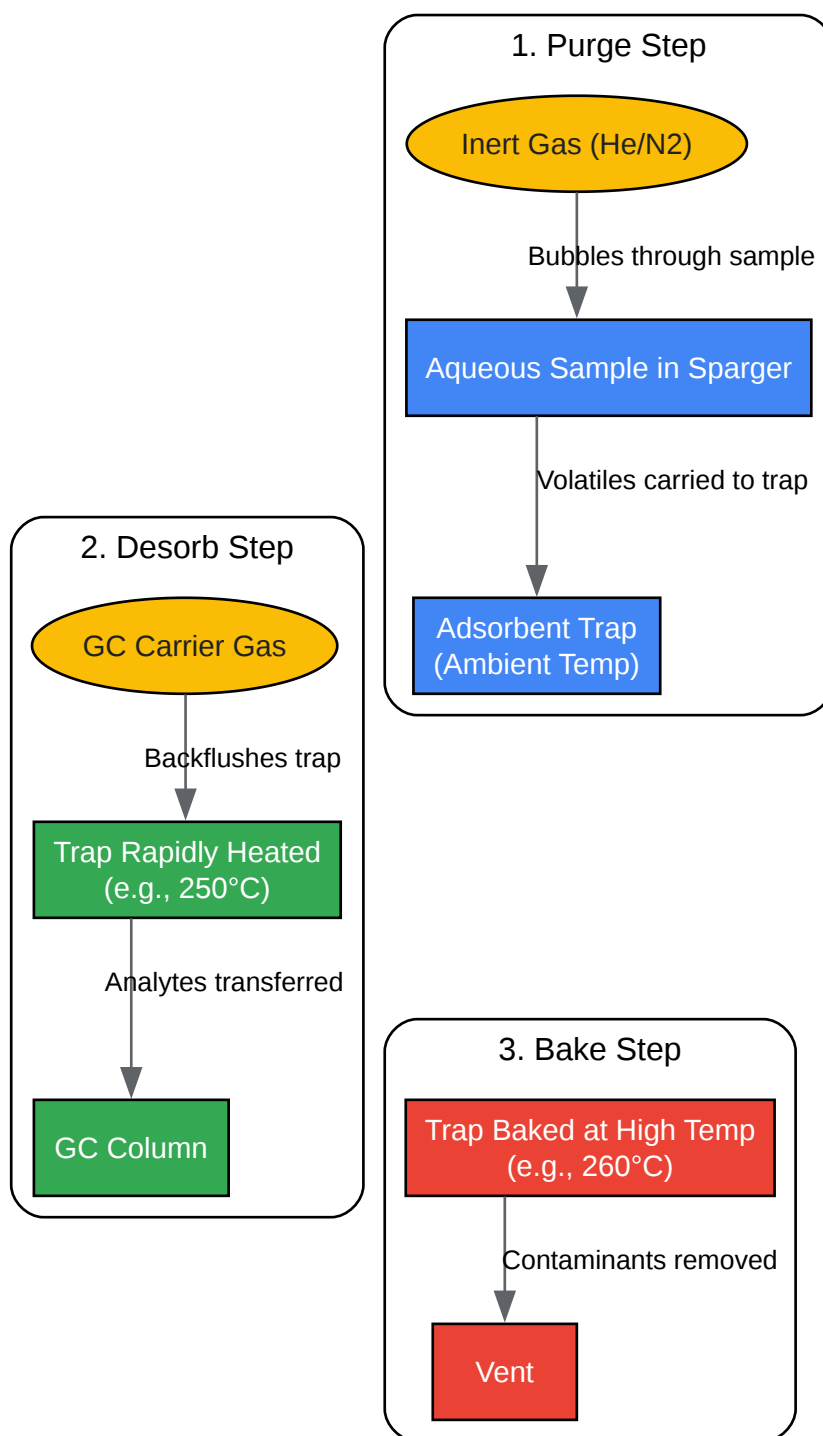 1. Purge Step
Inert Gas (He/N2)
Bubbles through sample
Aqueous Sample in Sparger
Volatiles carried to trap
Adsorbent Trap
(Ambient Temp)
2. Desorb Step
GC Carrier Gas
Backflushes trap
Trap Rapidly Heated
(e.g., 250°C)
Analytes transferred
GC Column
3. Bake Step
Trap Baked at High Temp
(e.g., 260°C)
Contaminants removed
Vent